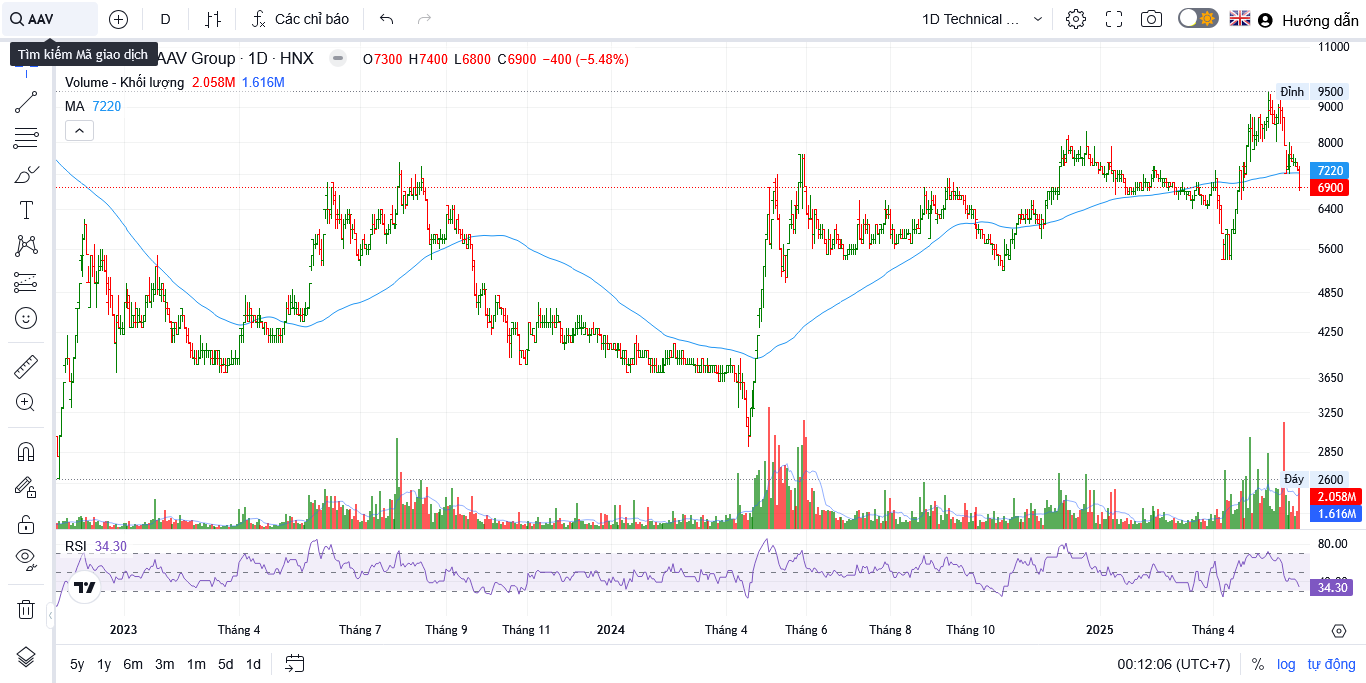 AAV
D
Các chỉ báo
1D Technical ...
Hướng dẫn
Tìm kiếm Mã giao dịch
AAV Group · 1D · HNX
O7300 H7400 L6800 C6900 −400 (−5.48%)
Volume - Khối lượng 2.058M 1.616M
MA 7220
11000
Đỉnh 9500
9000
8000
7220
6900
6400
5600
4850
4250
3650
3250
2850
Đáy 2600
2.058M
1.616M
RSI 34.30
80.00
34.30
2023 Tháng 4 Tháng 7 Tháng 9 Tháng 11 2024 Tháng 4 Tháng 6 Tháng 8 Tháng 10 2025 Tháng 4
5y 1y 6m 3m 1m 5d 1d
00:12:06 (UTC+7) % log tự động